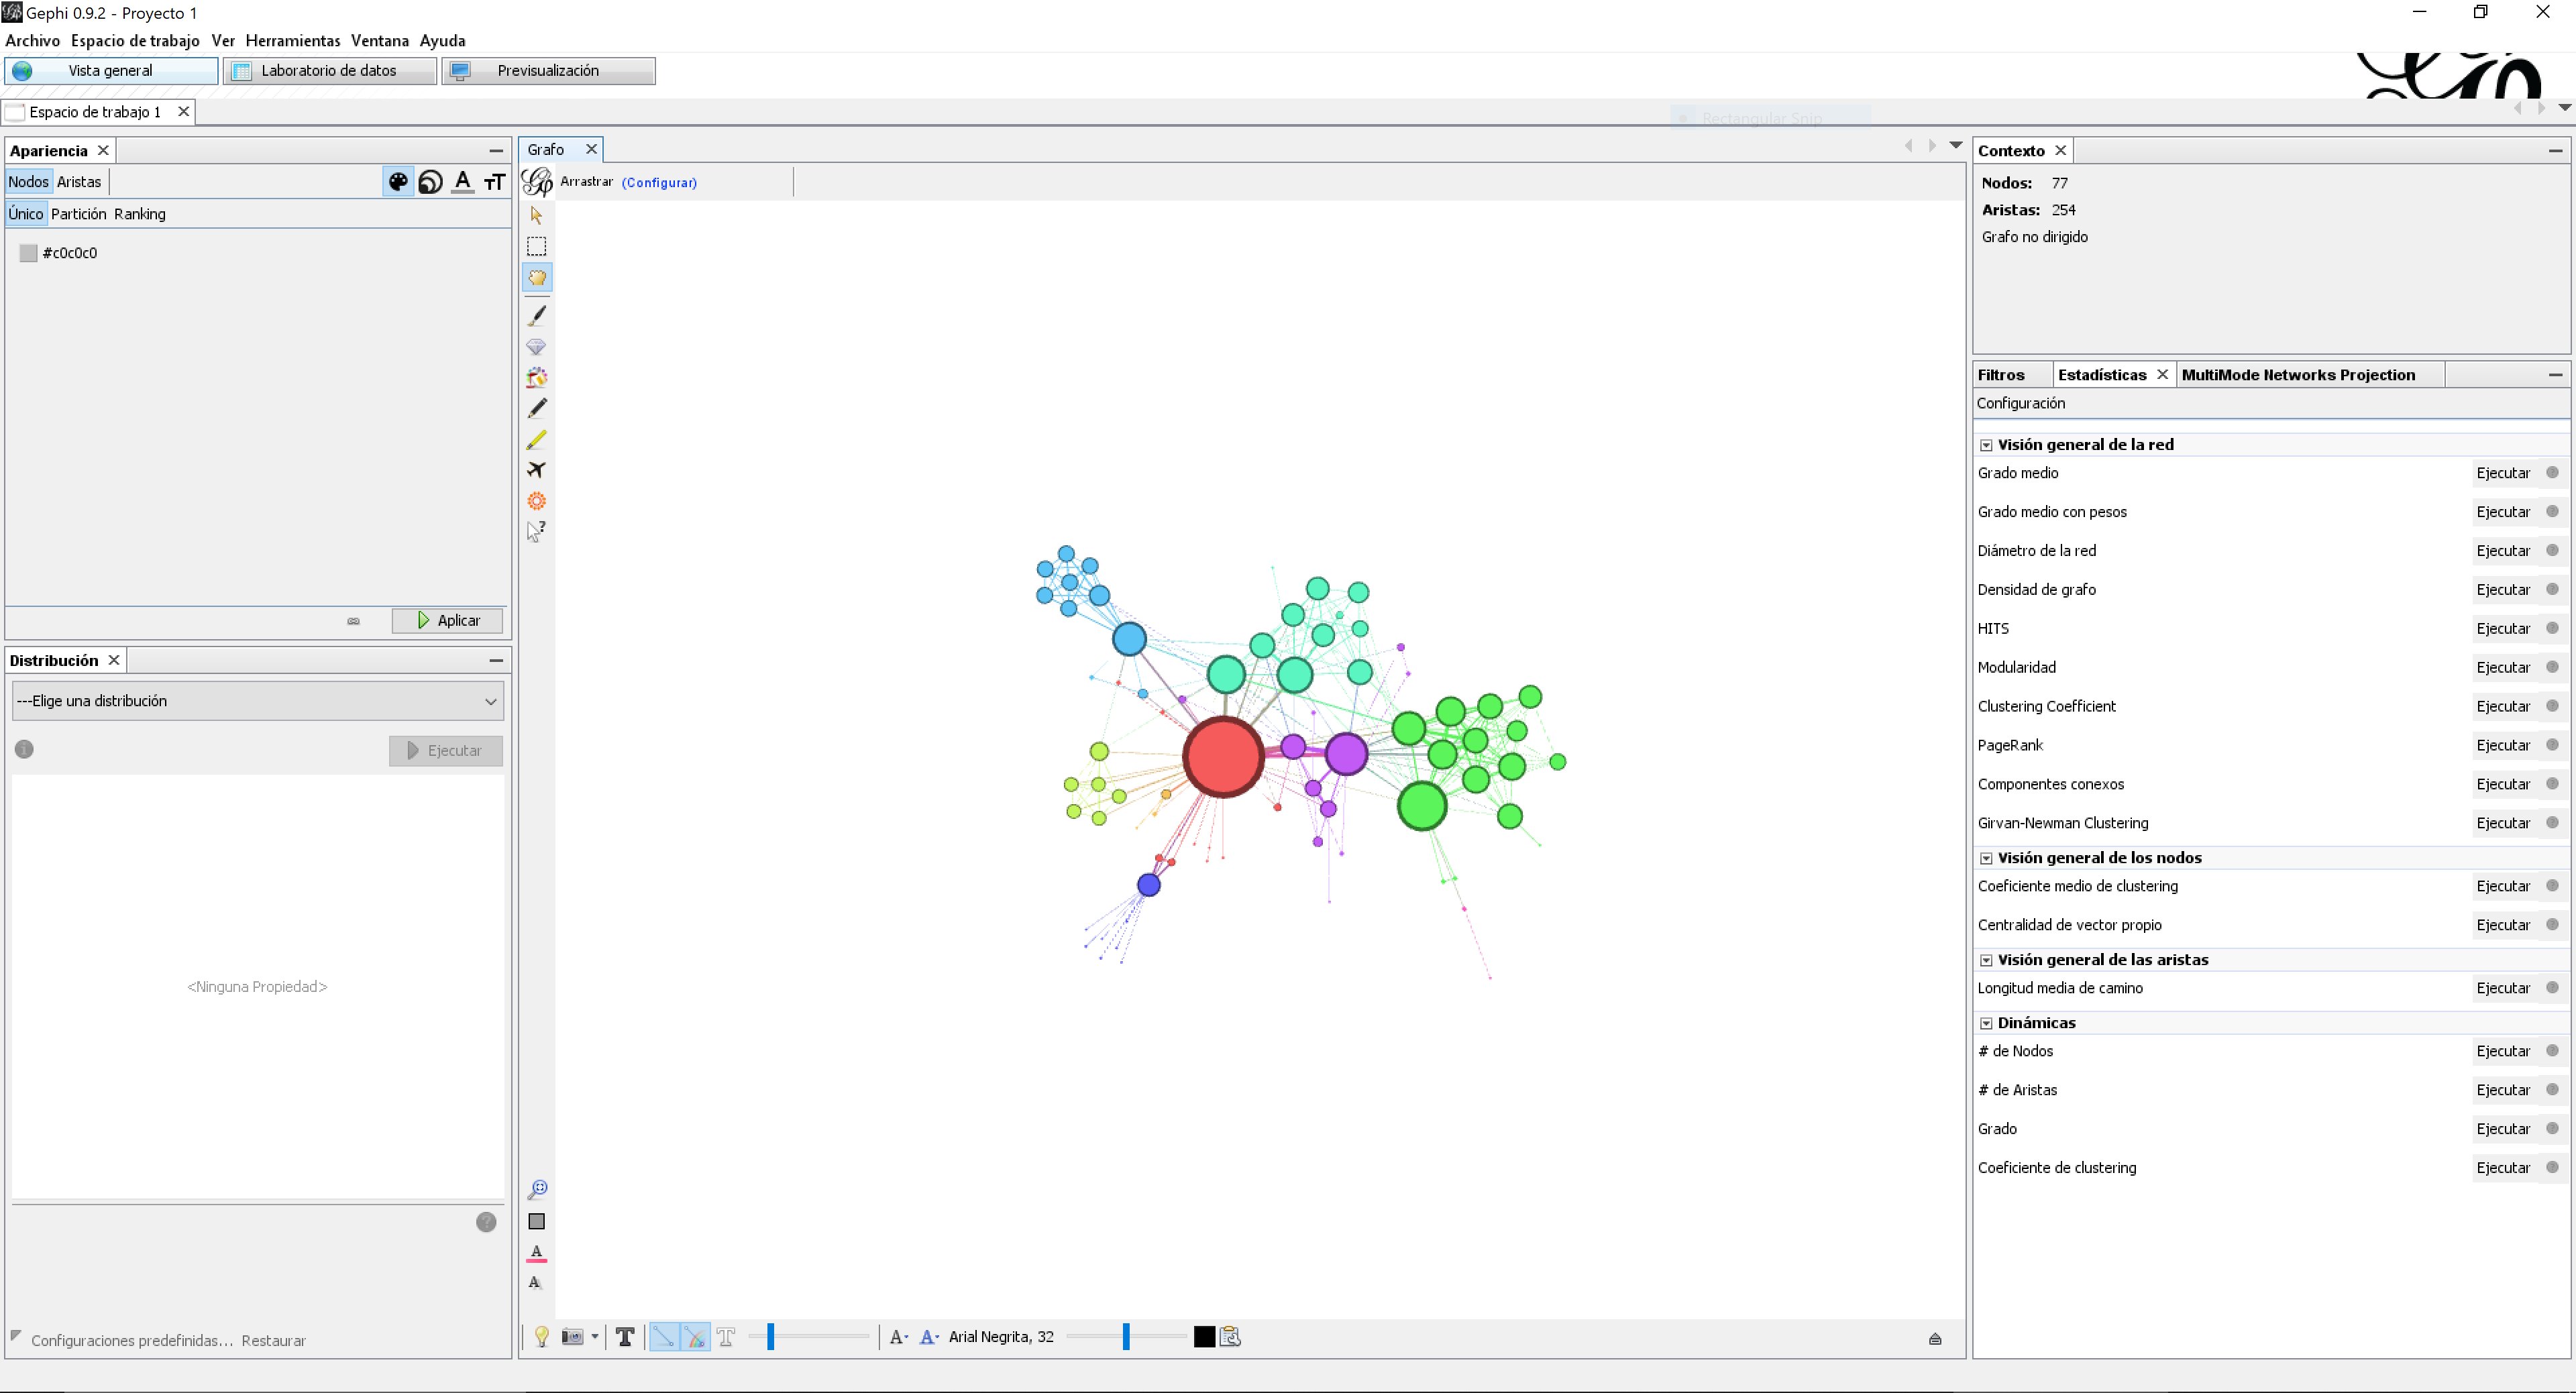 Gephi 0.9.2 - Proyecto 1
Archivo Espacio de trabajo Ver Herramientas Ventana Ayuda
Vista general Laboratorio de datos Previsualización
Espacio de trabajo 1
Rectangular Snip
Apariencia
Nodos Aristas
Único Partición Ranking
#c0c0c0
Aplicar
Distribución
---Elige una distribución
Ejecutar
<Ninguna Propiedad>
Configuraciones predefinidas... Restaurar
Grafo
Arrastrar (Configurar)
Arial Negrita, 32
Contexto
Nodos: 77
Aristas: 254
Grafo no dirigido
Filtros Estadísticas MultiMode Networks Projection
Configuración
Visión general de la red
Grado medio Ejecutar
Grado medio con pesos Ejecutar
Diámetro de la red Ejecutar
Densidad de grafo Ejecutar
HITS Ejecutar
Modularidad Ejecutar
Clustering Coefficient Ejecutar
PageRank Ejecutar
Componentes conexos Ejecutar
Girvan-Newman Clustering Ejecutar
Visión general de los nodos
Coeficiente medio de clustering Ejecutar
Centralidad de vector propio Ejecutar
Visión general de las aristas
Longitud media de camino Ejecutar
Dinámicas
# de Nodos Ejecutar
# de Aristas Ejecutar
Grado Ejecutar
Coeficiente de clustering Ejecutar